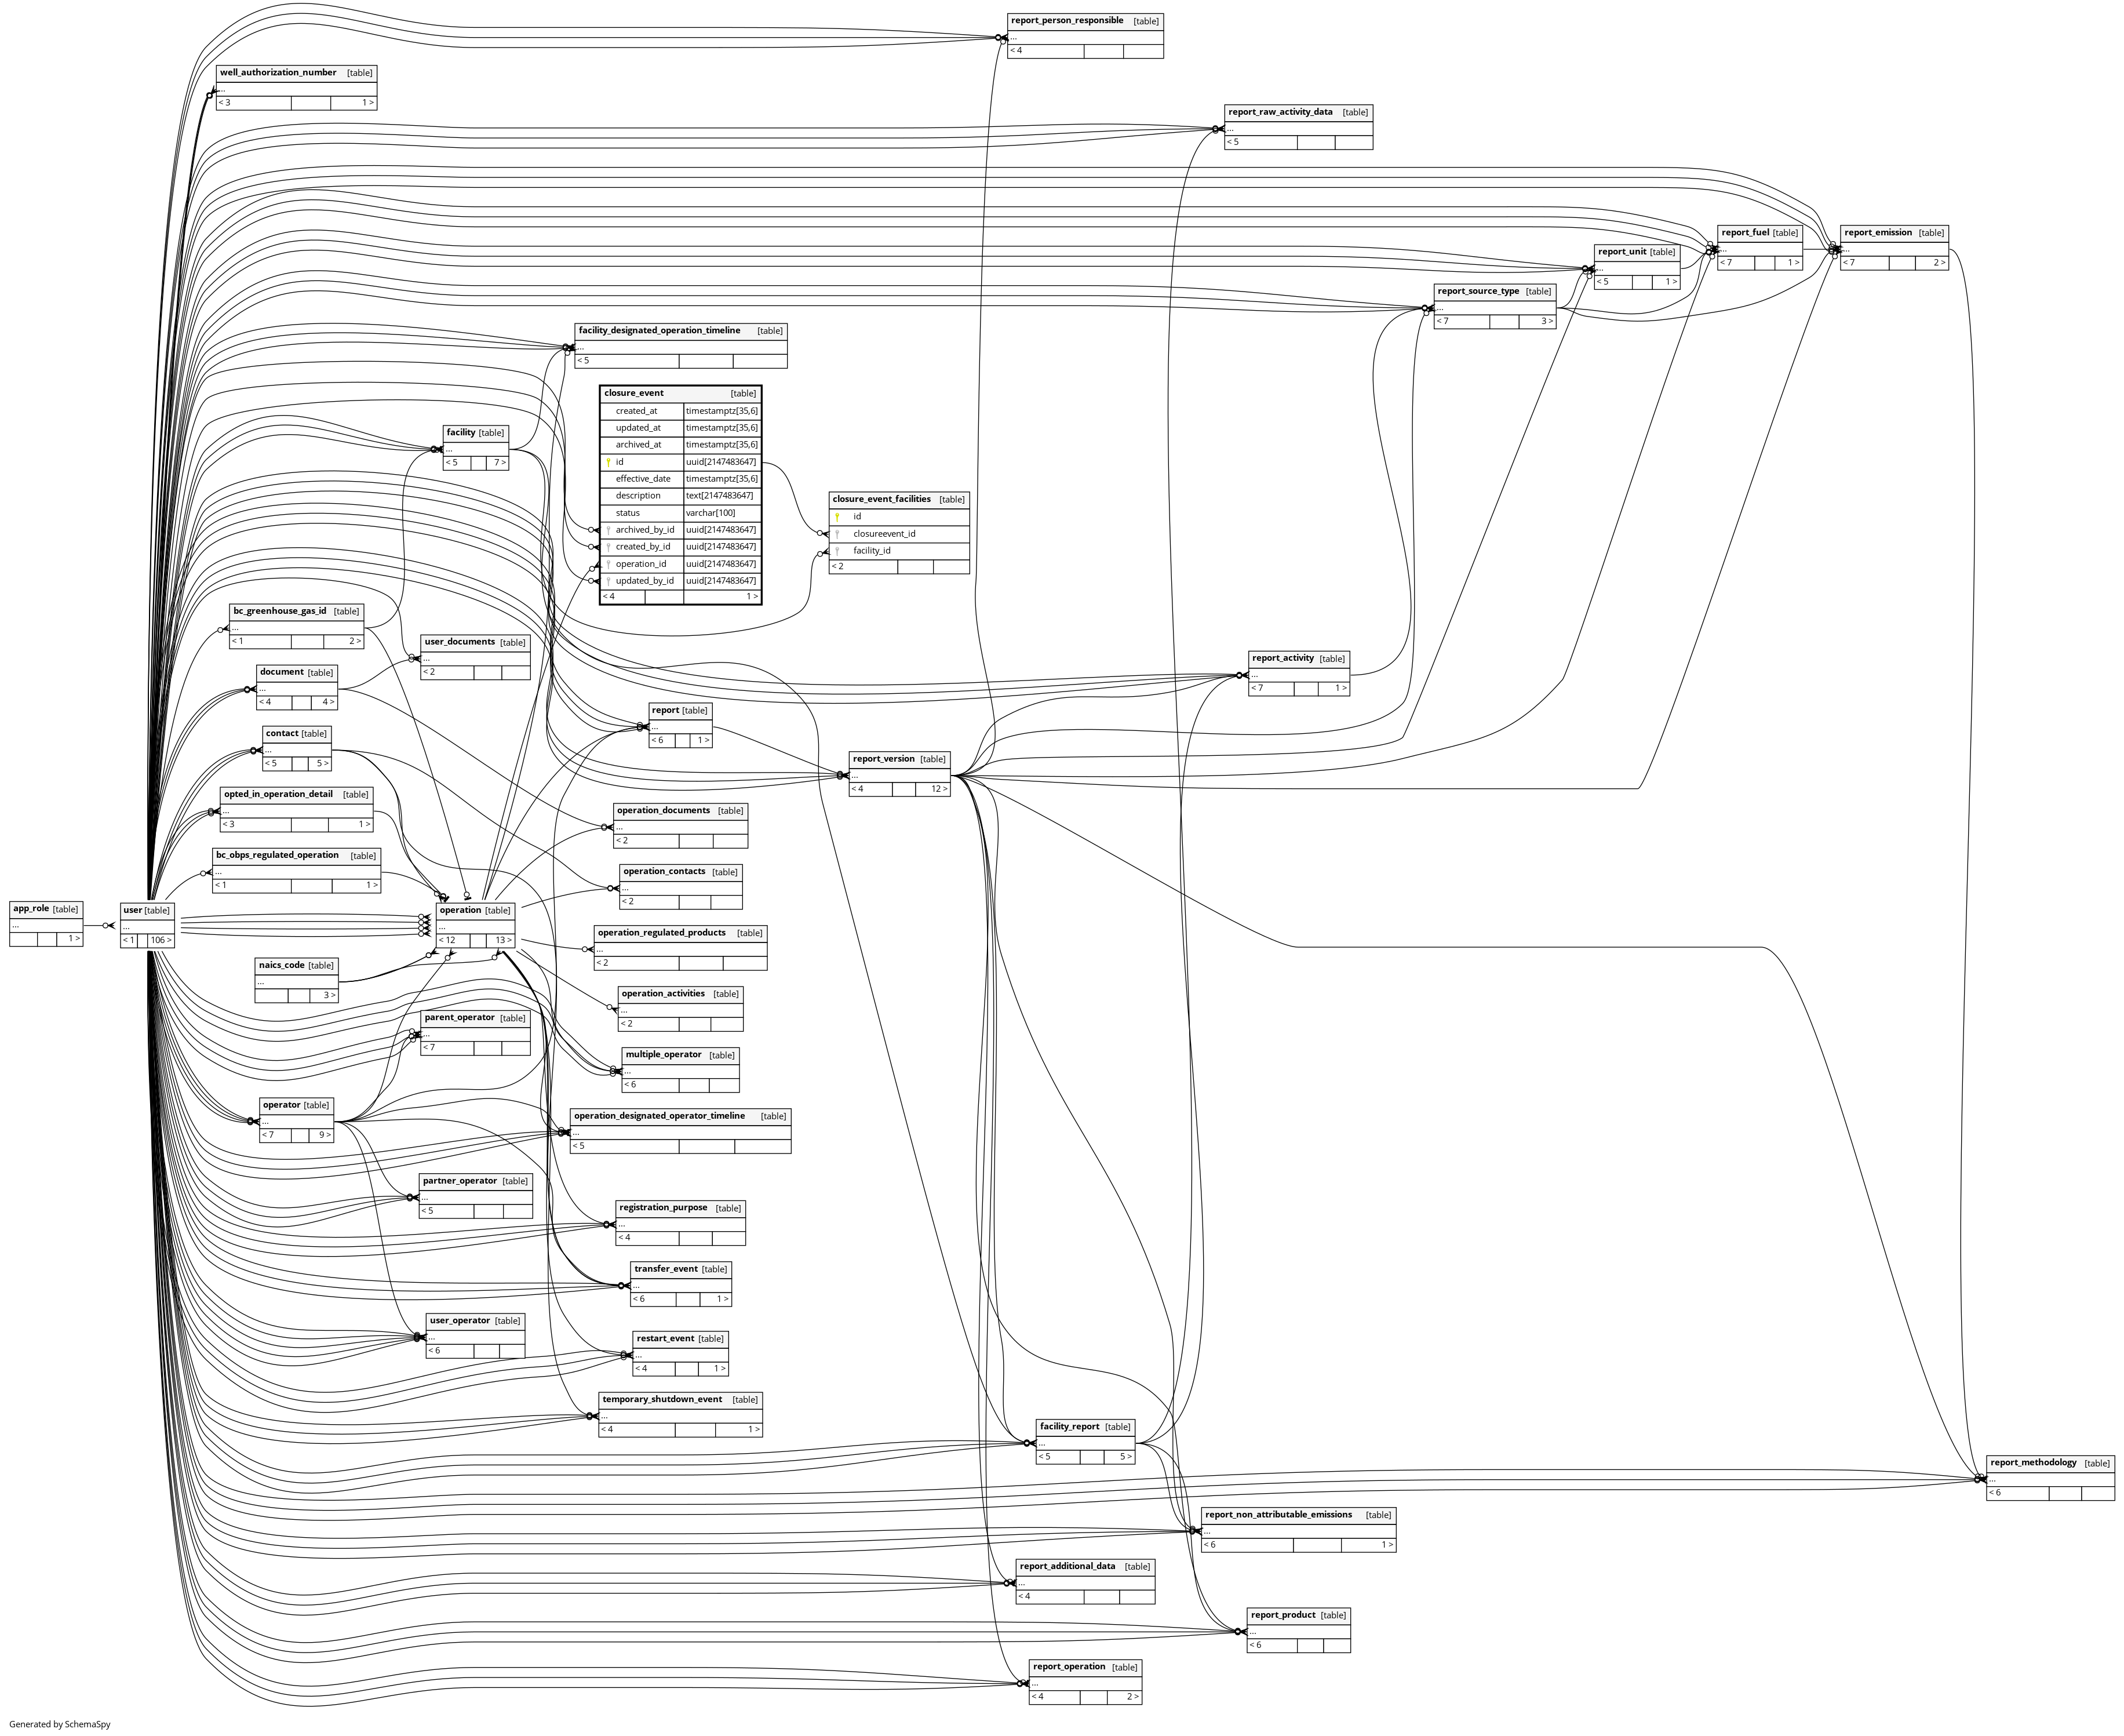 report_person_responsible [table]
...
< 4
well_authorization_number [table]
...
< 3 1 >
report_raw_activity_data [table]
...
< 5
report_fuel [table]
...
< 7 1 >
report_emission [table]
...
< 7 2 >
report_unit [table]
...
< 5 1 >
report_source_type [table]
...
< 7 3 >
facility_designated_operation_timeline [table]
...
< 5
closure_event [table]
created_at timestamptz[35,6]
updated_at timestamptz[35,6]
archived_at timestamptz[35,6]
id uuid[2147483647]
effective_date timestamptz[35,6]
description text[2147483647]
status varchar[100]
archived_by_id uuid[2147483647]
created_by_id uuid[2147483647]
operation_id uuid[2147483647]
updated_by_id uuid[2147483647]
< 4 1 >
facility [table]
...
< 5 7 >
closure_event_facilities [table]
id
closureevent_id
facility_id
< 2
bc_greenhouse_gas_id [table]
...
< 1 2 >
user_documents [table]
...
< 2
document [table]
...
< 4 4 >
report_activity [table]
...
< 7 1 >
report [table]
...
< 6 1 >
contact [table]
...
< 5 5 >
report_version [table]
...
< 4 12 >
opted_in_operation_detail [table]
...
< 3 1 >
operation_documents [table]
...
< 2
bc_obps_regulated_operation [table]
...
< 1 1 >
operation_contacts [table]
...
< 2
app_role [table]
...
1 >
user [table]
...
< 1 106 >
operation [table]
...
< 12 13 >
operation_regulated_products [table]
...
< 2
naics_code [table]
...
3 >
operation_activities [table]
...
< 2
parent_operator [table]
...
< 7
multiple_operator [table]
...
< 6
operator [table]
...
< 7 9 >
operation_designated_operator_timeline [table]
...
< 5
partner_operator [table]
...
< 5
registration_purpose [table]
...
< 4
transfer_event [table]
...
< 6 1 >
user_operator [table]
...
< 6
restart_event [table]
...
< 4 1 >
temporary_shutdown_event [table]
...
< 4 1 >
facility_report [table]
...
< 5 5 >
report_methodology [table]
...
< 6
report_non_attributable_emissions [table]
...
< 6 1 >
report_additional_data [table]
...
< 4
report_product [table]
...
< 6
report_operation [table]
...
< 4 2 >
Generated by SchemaSpy